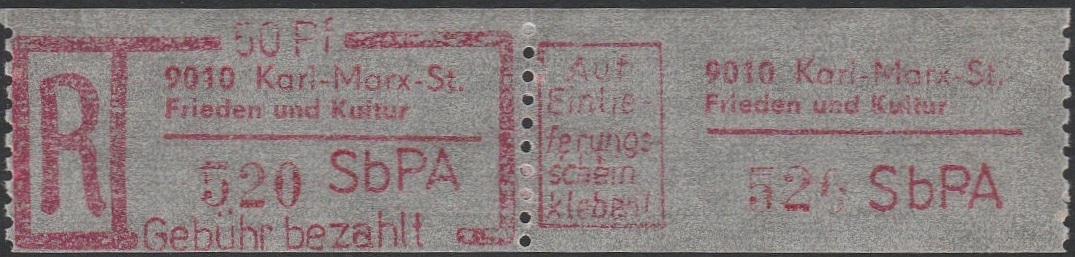 50 Pf
R
9010 Karl-Marx-St.
Frieden und Kultur
520 SbPA
Gebühr bezahlt
Auf
Einlie-
ferungs-
schein
kleben!
9010 Karl-Marx-St.
Frieden und Kultur
520 SbPA